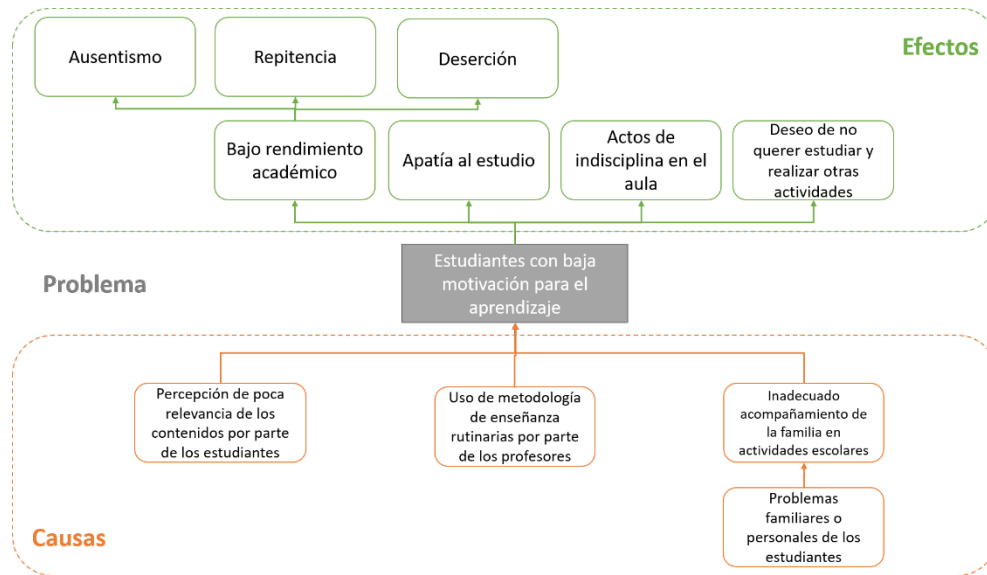 Efectos
Ausentismo
Repitencia
Deserción
Bajo rendimiento
académico
Apatía al estudio
Actos de
indisciplina en el
aula
Deseo de no
querer estudiar y
realizar otras
actividades
Problema
Estudiantes con baja
motivación para el
aprendizaje
Percepción de poca
relevancia de los
contenidos por parte
de los estudiantes
Uso de metodología
de enseñanza
rutinarias por parte
de los profesores
Inadecuado
acompañamiento de
la familia en
actividades escolares
Problemas
familiares o
personales de los
estudiantes
Causas